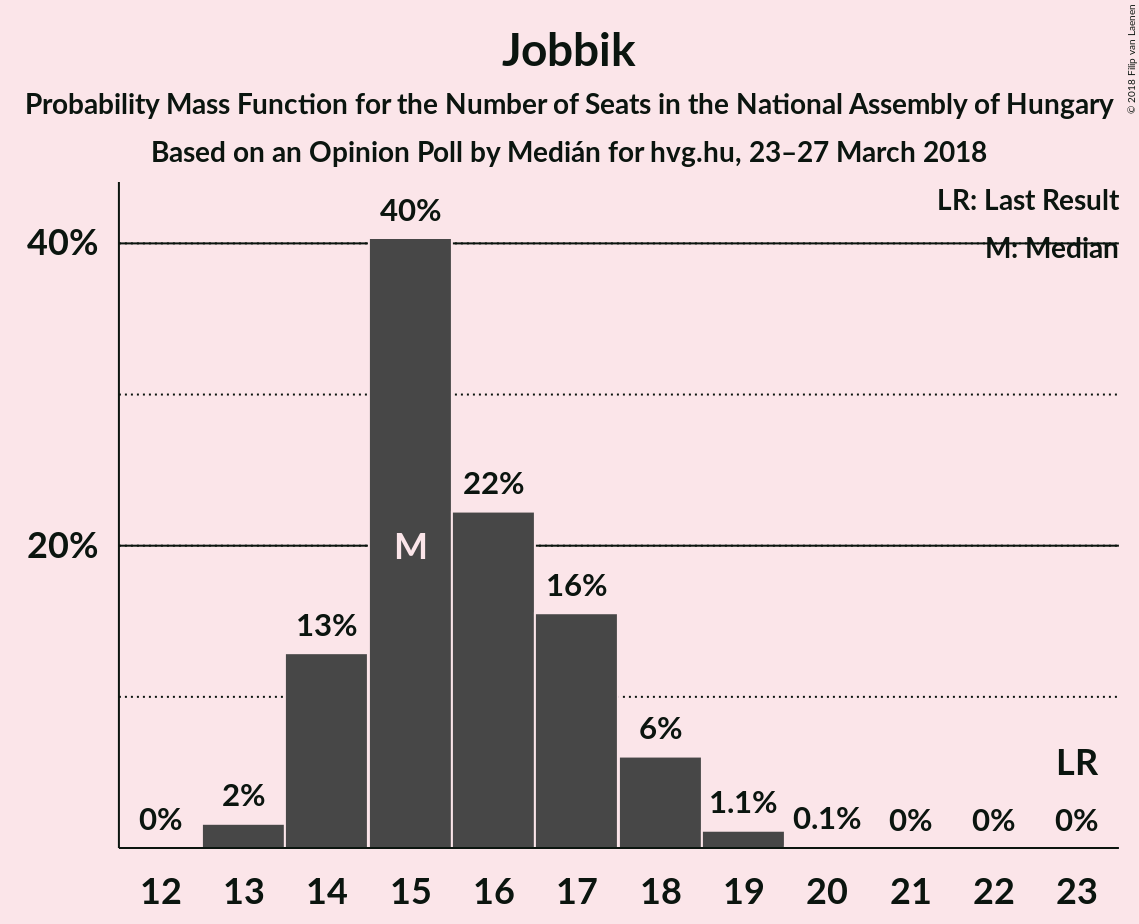 Jobbik
Probability Mass Function for the Number of Seats in the National Assembly of Hungary
Based on an Opinion Poll by Medián for hvg.hu, 23–27 March 2018
© 2018 Filip van Laenen
LR: Last Result
M: Median
40%
20%
0%
2%
13%
40%
M
22%
16%
6%
1.1%
0.1%
0%
0%
LR
0%
12 13 14 15 16 17 18 19 20 21 22 23